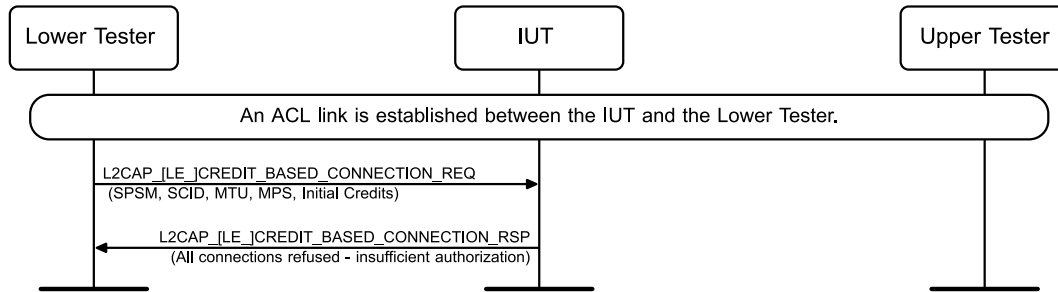 Lower Tester
IUT
Upper Tester
An ACL link is established between the IUT and the Lower Tester.
L2CAP_[LE_]CREDIT_BASED_CONNECTION_REQ
(SPSM, SCID, MTU, MPS, Initial Credits)
L2CAP_[LE_]CREDIT_BASED_CONNECTION_RSP
(All connections refused - insufficient authorization)